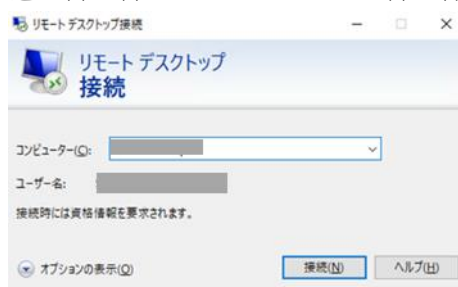 リモート デスクトップ接続
リモート デスクトップ
接続
コンピューター(C):
ユーザー名:
接続時には資格情報を要求されます。
オプションの表示(O)
接続(N)
ヘルプ(H)